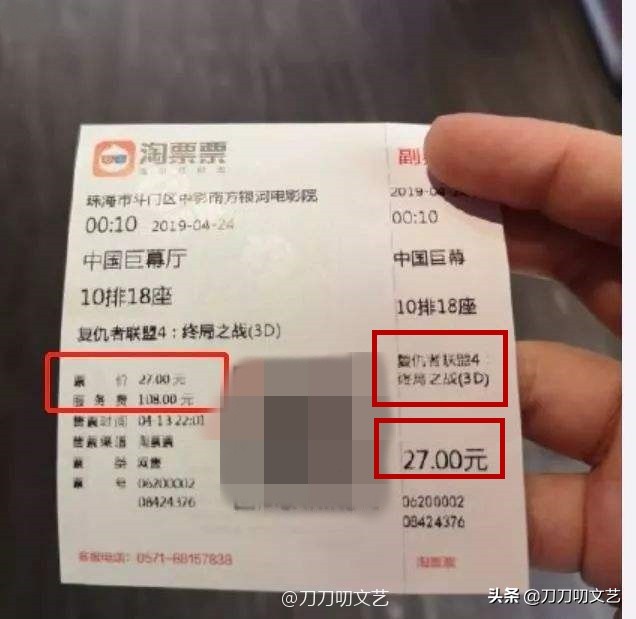 淘票票
珠海市斗门区中影南方银河电影院
00:10 2019-04-24
中国巨幕厅
10排18座
复仇者联盟4：终局之战(3D)
票 价 27.00 元
服 务 费 108.00 元
售票时间 04-13 22:01
售票渠道 淘票票
票 类 网售
票 号 06200002
08424376
客服电话：0571-88157838
副
2019-04-24
00:10
中国巨幕
10排18座
复仇者联盟4：
终局之战(3D)
27.00元
06200002
08424376
淘票票
@刀刀叨文艺
头条 @刀刀叨文艺